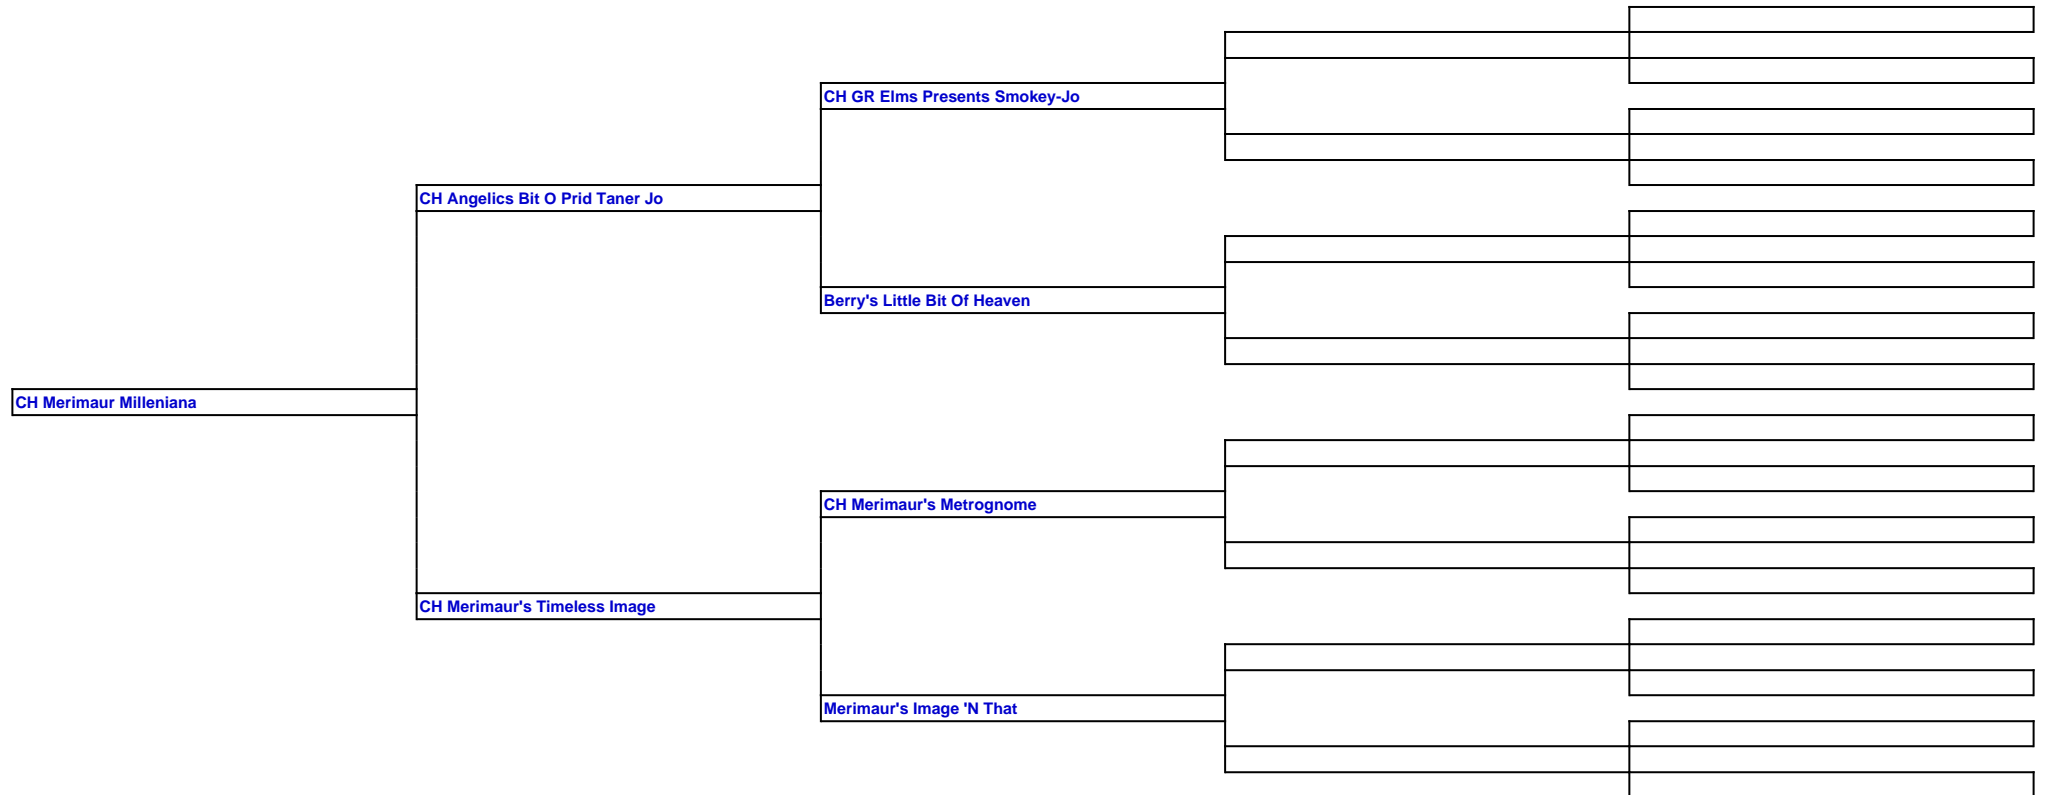 CH GR Elms Presents Smokey-Jo
CH Angelics Bit O Prid Taner Jo
Berry's Little Bit Of Heaven
CH Merimaur Milleniana
CH Merimaur's Metrognome
CH Merimaur's Timeless Image
Merimaur's Image 'N That